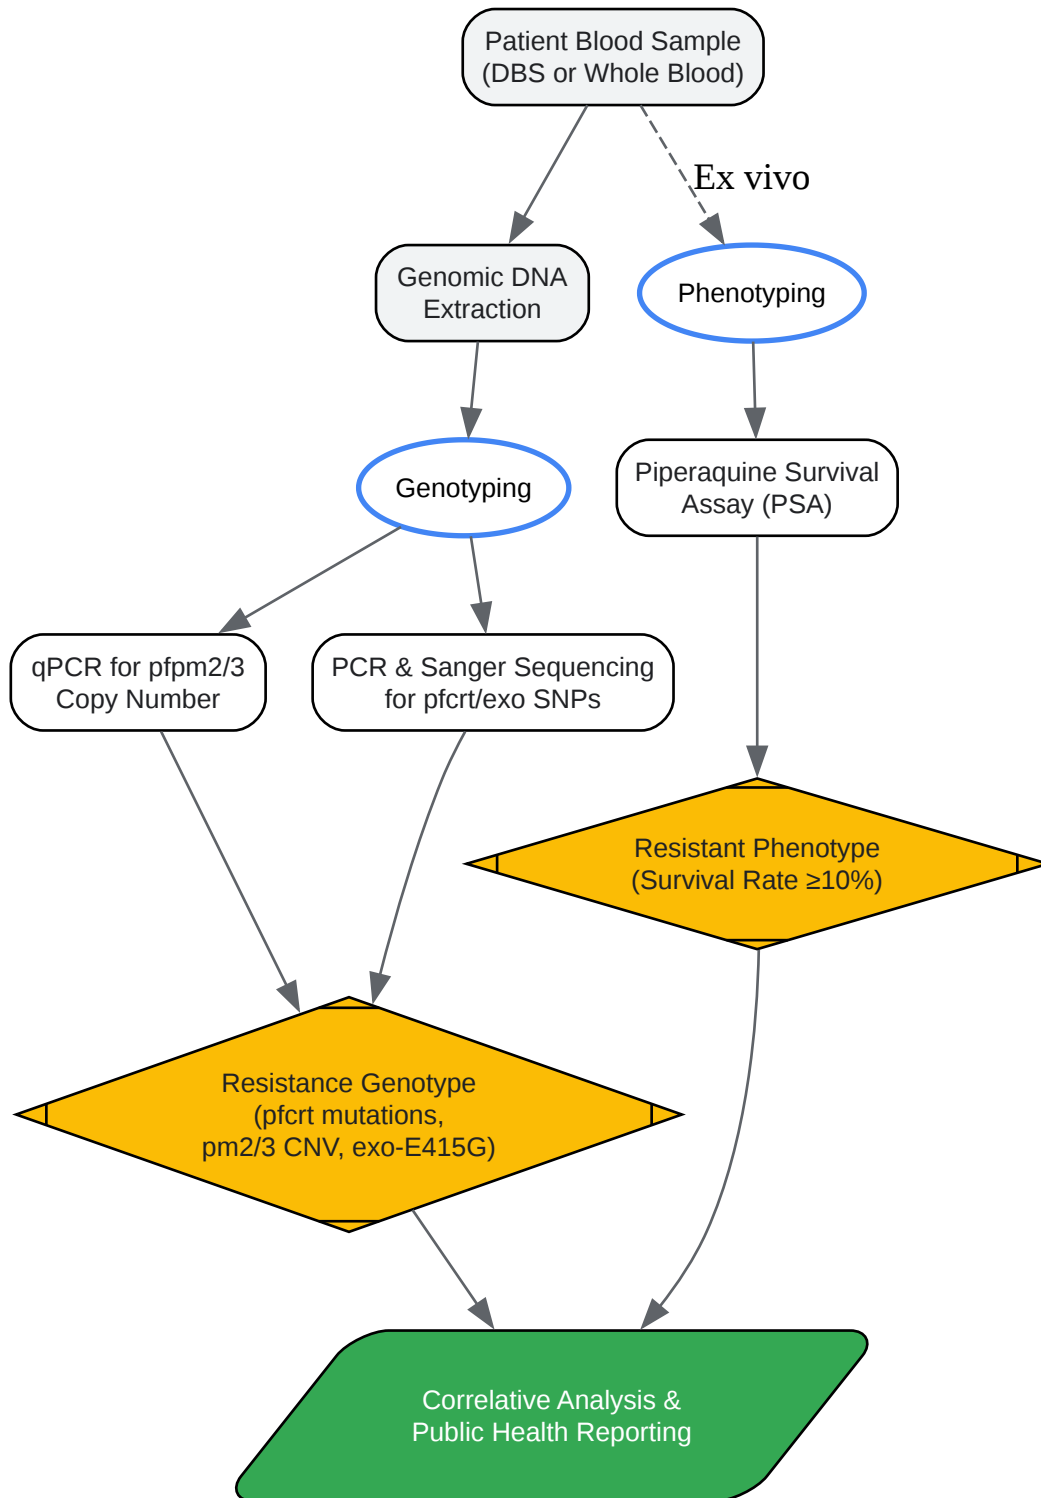 Patient Blood Sample
(DBS or Whole Blood)
Ex vivo
Genomic DNA
Extraction
Phenotyping
Genotyping
Piperaquine Survival
Assay (PSA)
qPCR for pfpm2/3
Copy Number
PCR & Sanger Sequencing
for pfcrt/exo SNPs
Resistant Phenotype
(Survival Rate ≥10%)
Resistance Genotype
(pfcrt mutations,
pm2/3 CNV, exo-E415G)
Correlative Analysis &
Public Health Reporting